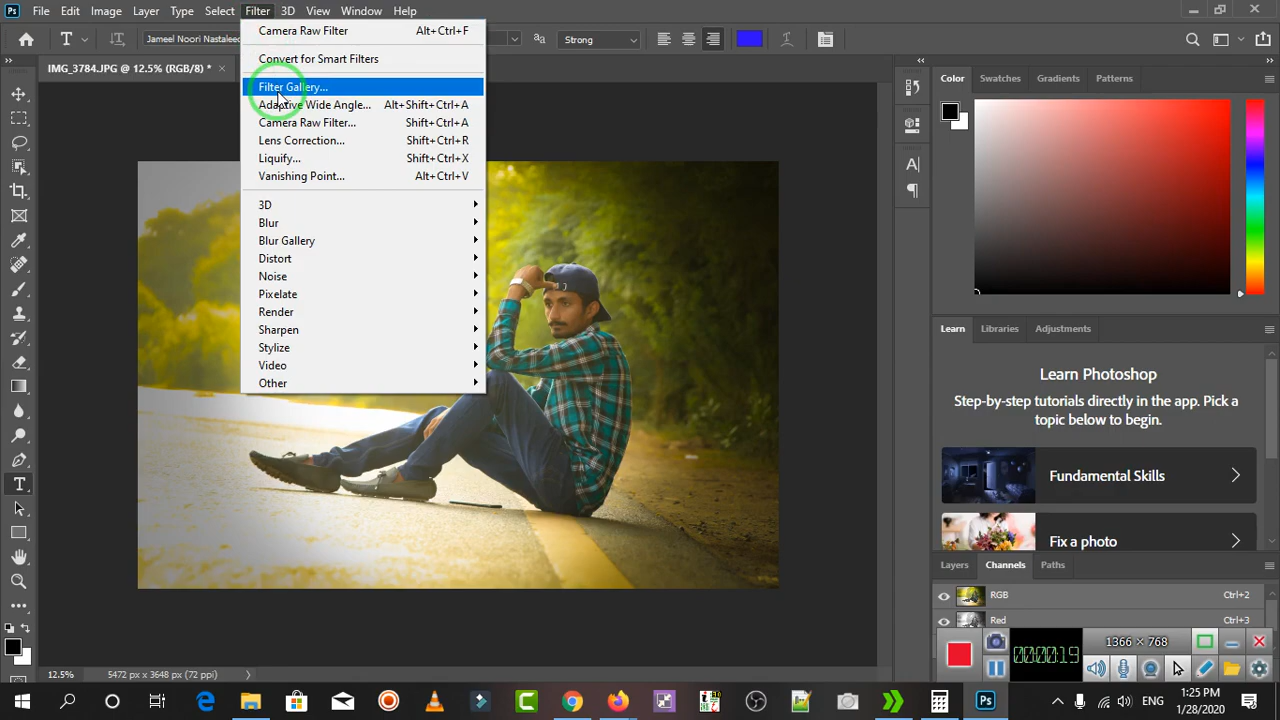 Ps File Edit Image Layer Type Select Filter 3D View Window Help
T Jameel Noori Nastaleeq Strong
IMG_3784.JPG @ 12.5% (RGB/8) * ×
Camera Raw Filter Alt+Ctrl+F
Convert for Smart Filters
Filter Gallery...
Adaptive Wide Angle... Alt+Shift+Ctrl+A
Camera Raw Filter... Shift+Ctrl+A
Lens Correction... Shift+Ctrl+R
Liquify... Shift+Ctrl+X
Vanishing Point... Alt+Ctrl+V
3D
Blur
Blur Gallery
Distort
Noise
Pixelate
Render
Sharpen
Stylize
Video
Other
Color Swatches Gradients Patterns
Learn Libraries Adjustments
Learn Photoshop
Step-by-step tutorials directly in the app. Pick a
topic below to begin.
Fundamental Skills
Fix a photo
Layers Channels Paths
RGB Ctrl+2
Red Ctrl+3
1366 × 768
00:00:19
12.5% 5472 px x 3648 px (72 ppi)
ENG
1:25 PM
1/28/2020
Ps